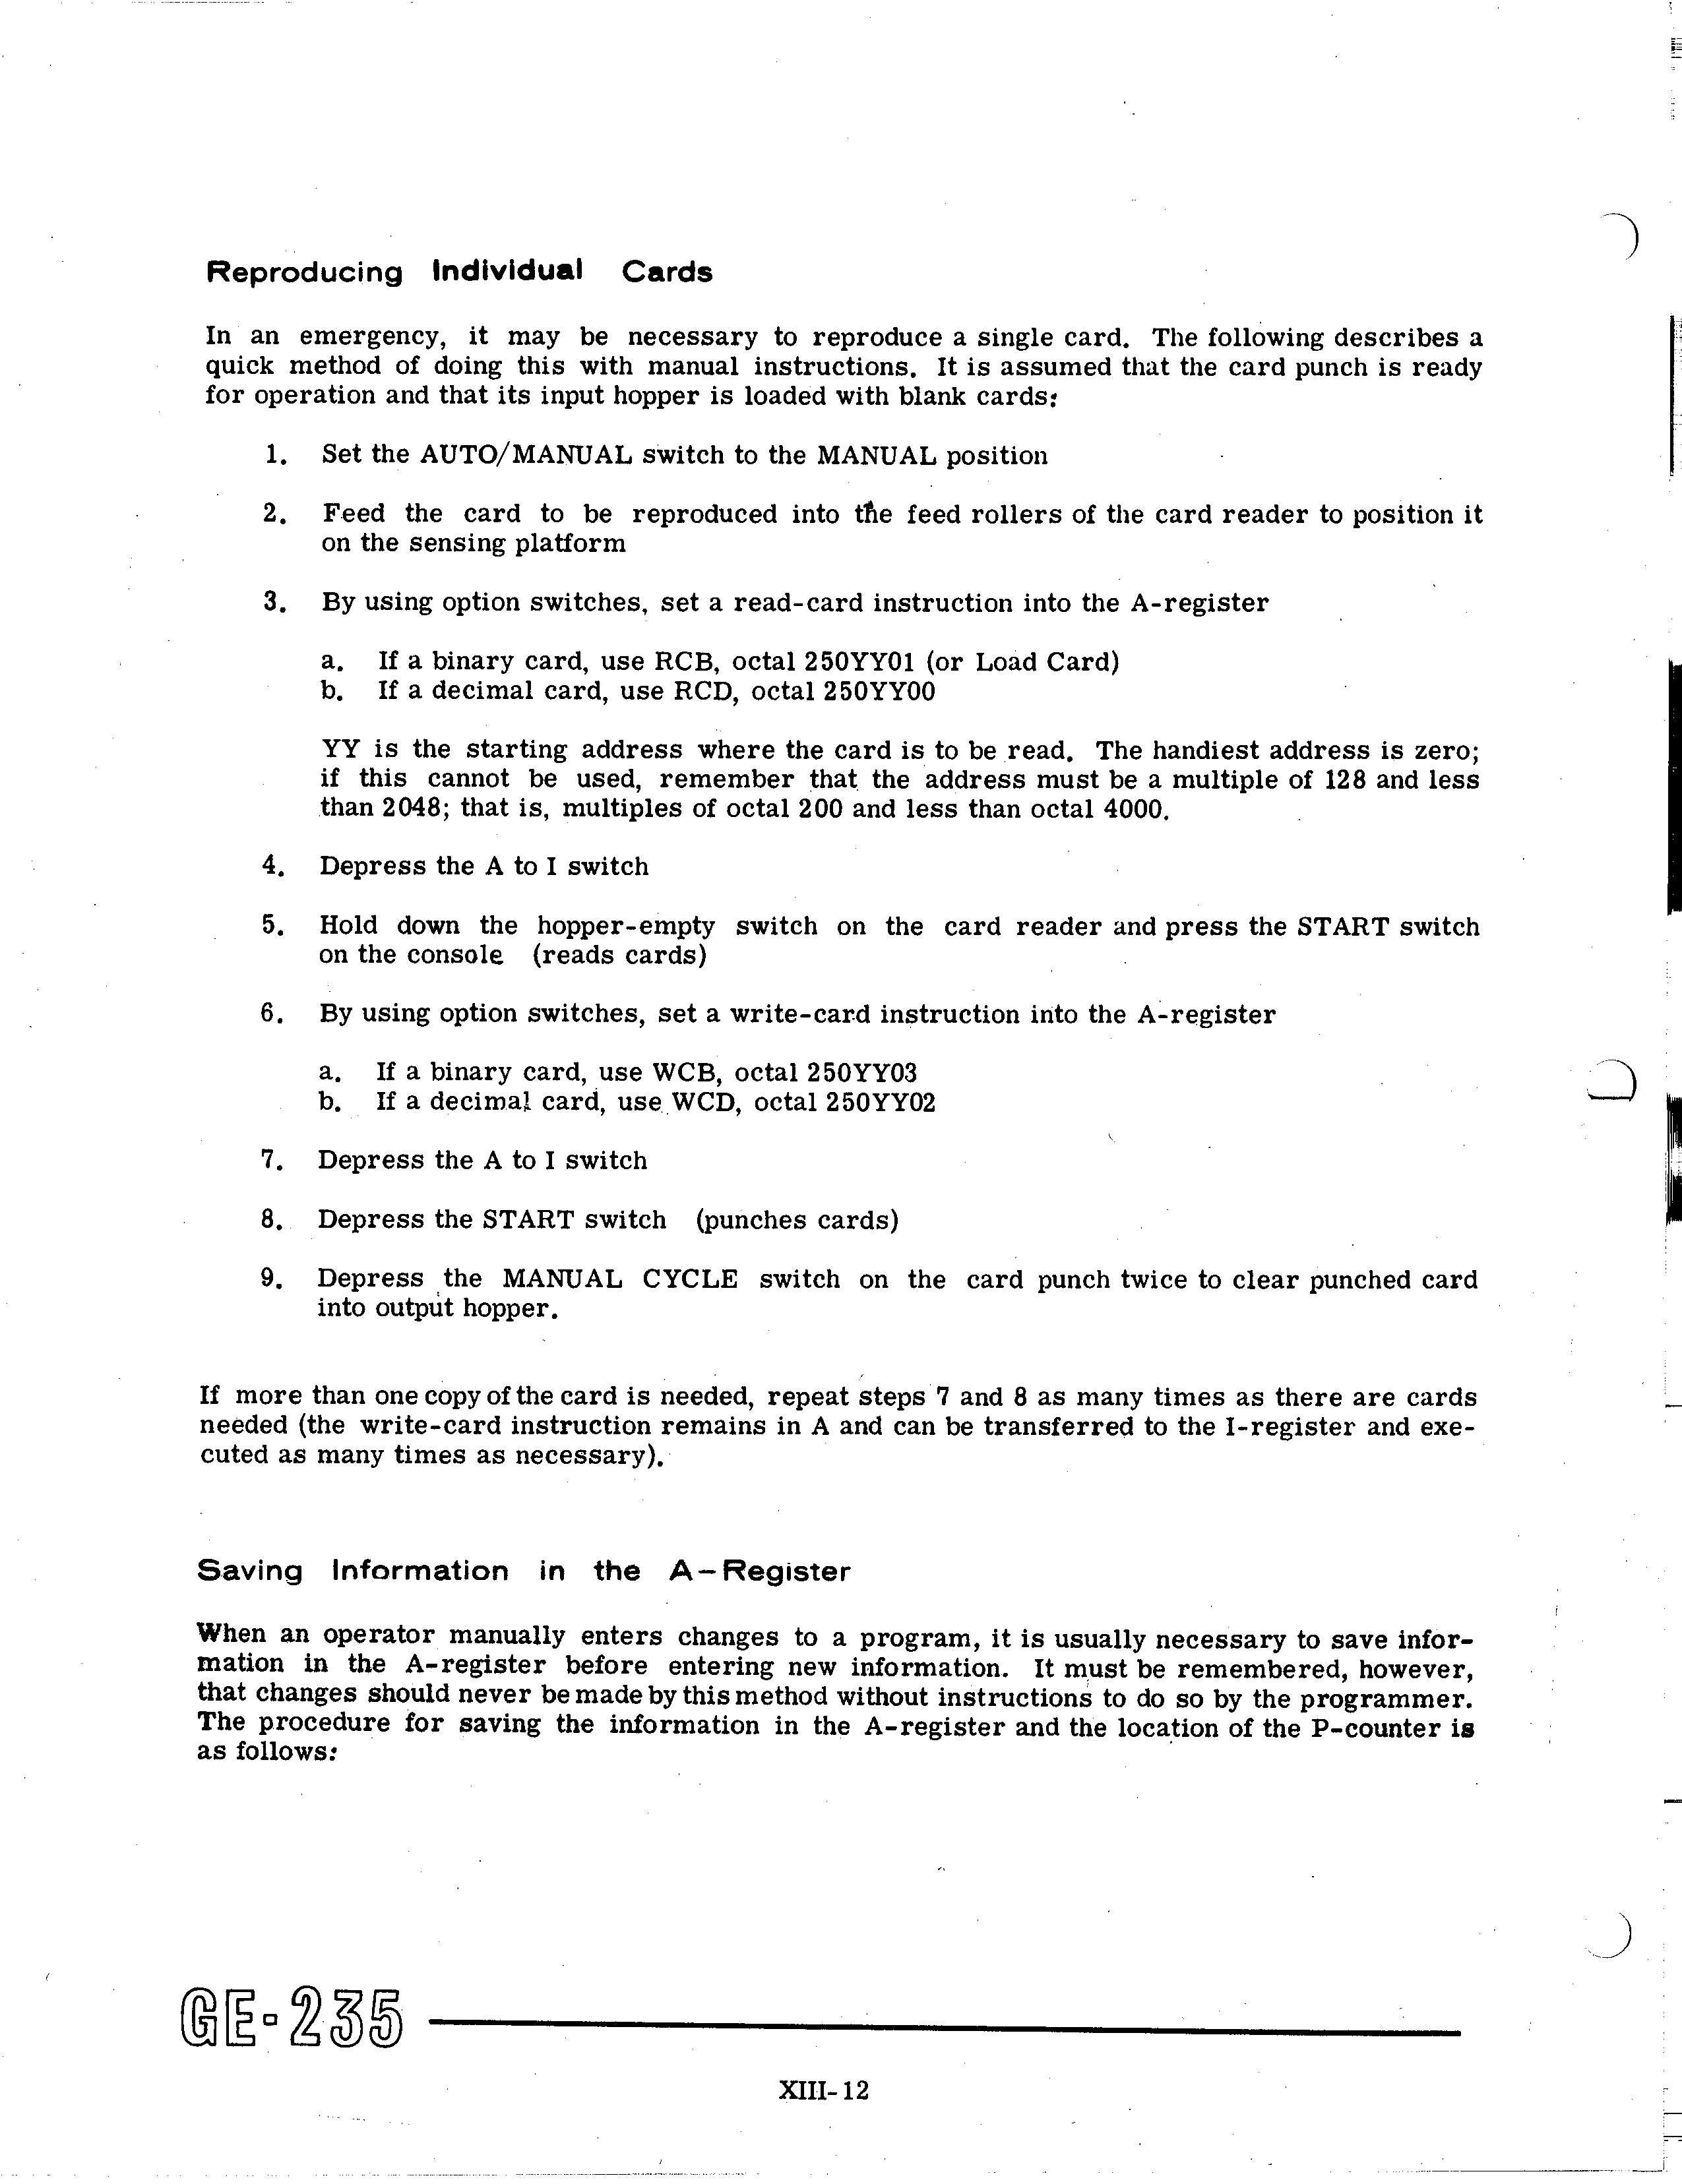 Reproducing Individual Cards
In an emergency, it may be necessary to reproduce a single card. The following describes a
quick method of doing this with manual instructions. It is assumed that the card punch is ready
for operation and that its input hopper is loaded with blank cards:
1. Set the AUTO/MANUAL switch to the MANUAL position
2. Feed the card to be reproduced into the feed rollers of the card reader to position it
on the sensing platform
3. By using option switches, set a read-card instruction into the A-register
a. If a binary card, use RCB, octal 250YY01 (or Load Card)
b. If a decimal card, use RCD, octal 250YY00
YY is the starting address where the card is to be read. The handiest address is zero;
if this cannot be used, remember that the address must be a multiple of 128 and less
than 2048; that is, multiples of octal 200 and less than octal 4000.
4. Depress the A to I switch
5. Hold down the hopper-empty switch on the card reader and press the START switch
on the console (reads cards)
6. By using option switches, set a write-card instruction into the A-register
a. If a binary card, use WCB, octal 250YY03
b. If a decimal card, use WCD, octal 250YY02
7. Depress the A to I switch
8. Depress the START switch (punches cards)
9. Depress the MANUAL CYCLE switch on the card punch twice to clear punched card
into output hopper.
If more than one copy of the card is needed, repeat steps 7 and 8 as many times as there are cards
needed (the write-card instruction remains in A and can be transferred to the I-register and exe-
cuted as many times as necessary).
Saving Information in the A-Register
When an operator manually enters changes to a program, it is usually necessary to save infor-
mation in the A-register before entering new information. It must be remembered, however,
that changes should never be made by this method without instructions to do so by the programmer.
The procedure for saving the information in the A-register and the location of the P-counter is
as follows:
GE-235
XIII-12